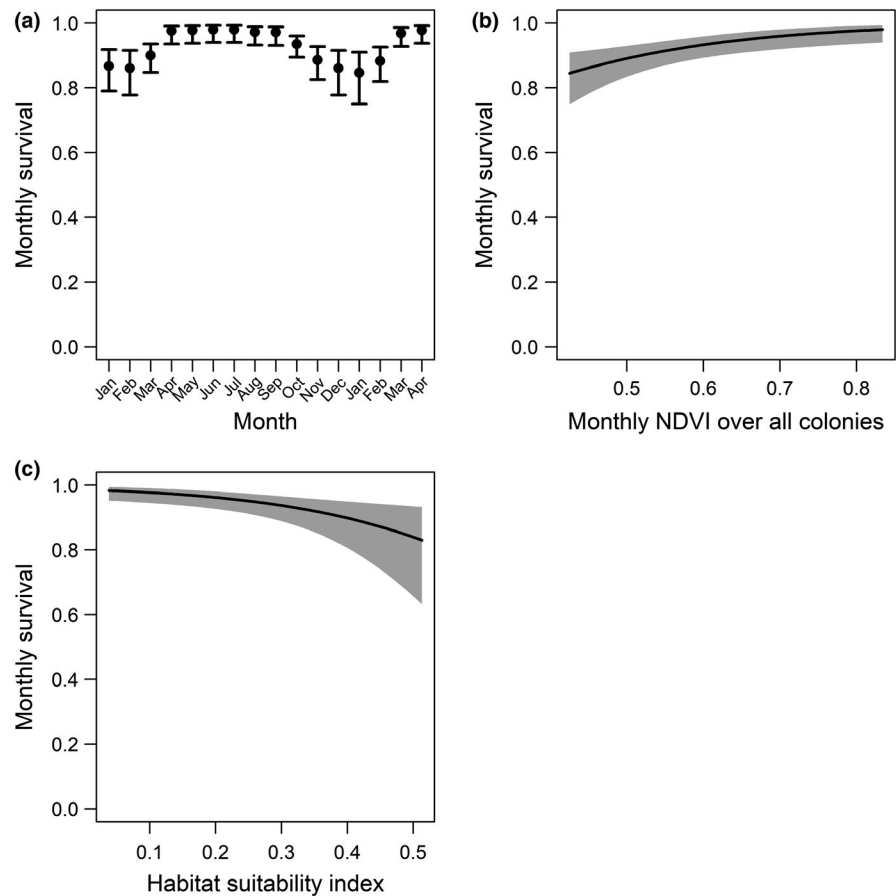 (a)
Monthly survival
1.0
0.8
0.6
0.4
0.2
0.0
Jan Feb Mar Apr May Jun Jul Aug Sep Oct Nov Dec Jan Feb Mar Apr
Month
(b)
Monthly survival
1.0
0.8
0.6
0.4
0.2
0.0
0.5 0.6 0.7 0.8
Monthly NDVI over all colonies
(c)
Monthly survival
1.0
0.8
0.6
0.4
0.2
0.0
0.1 0.2 0.3 0.4 0.5
Habitat suitability index